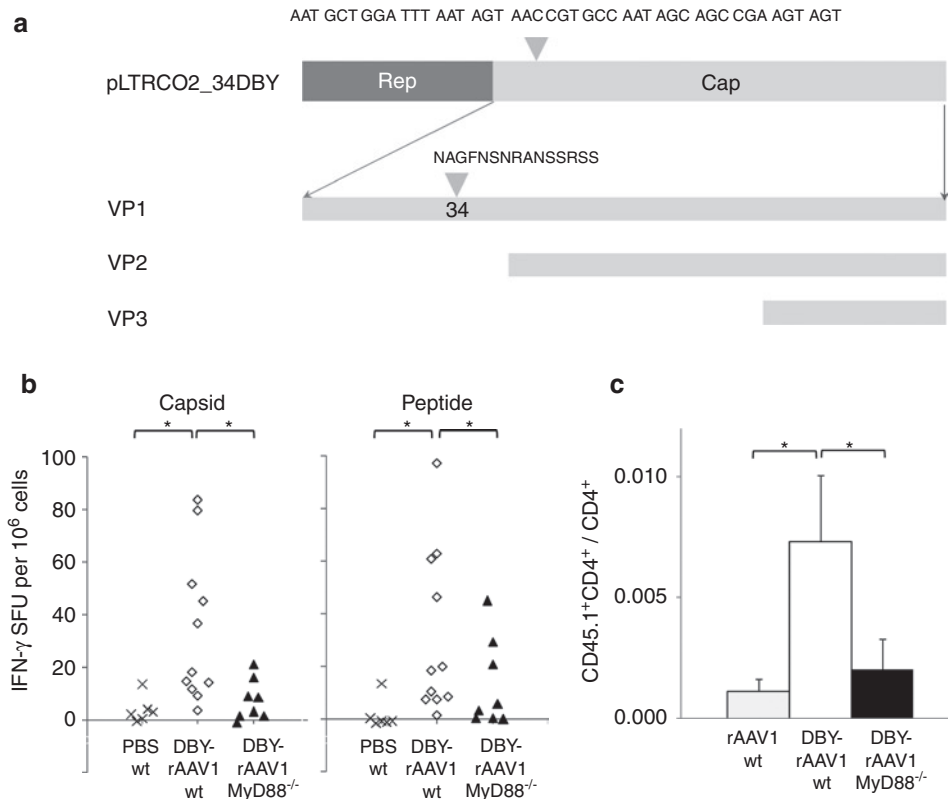 a
AAT GCT GGA TTT AAT AGT AAC CGT GCC AAT AGC AGC CGA AGT AGT
pLTRCO2_34DBY
Rep
Cap
NAGFNSNRANSSRSS
VP1
34
VP2
VP3
b
Capsid
Peptide
* * * *
IFN-γ SFU per 10⁶ cells
100
80
60
40
20
0
PBS wt
DBY-rAAV1 wt
DBY-rAAV1 MyD88⁻/⁻
PBS wt
DBY-rAAV1 wt
DBY-rAAV1 MyD88⁻/⁻
c
* *
CD45.1⁺CD4⁺ / CD4⁺
0.010
0.005
0.000
rAAV1 wt
DBY-rAAV1 wt
DBY-rAAV1 MyD88⁻/⁻